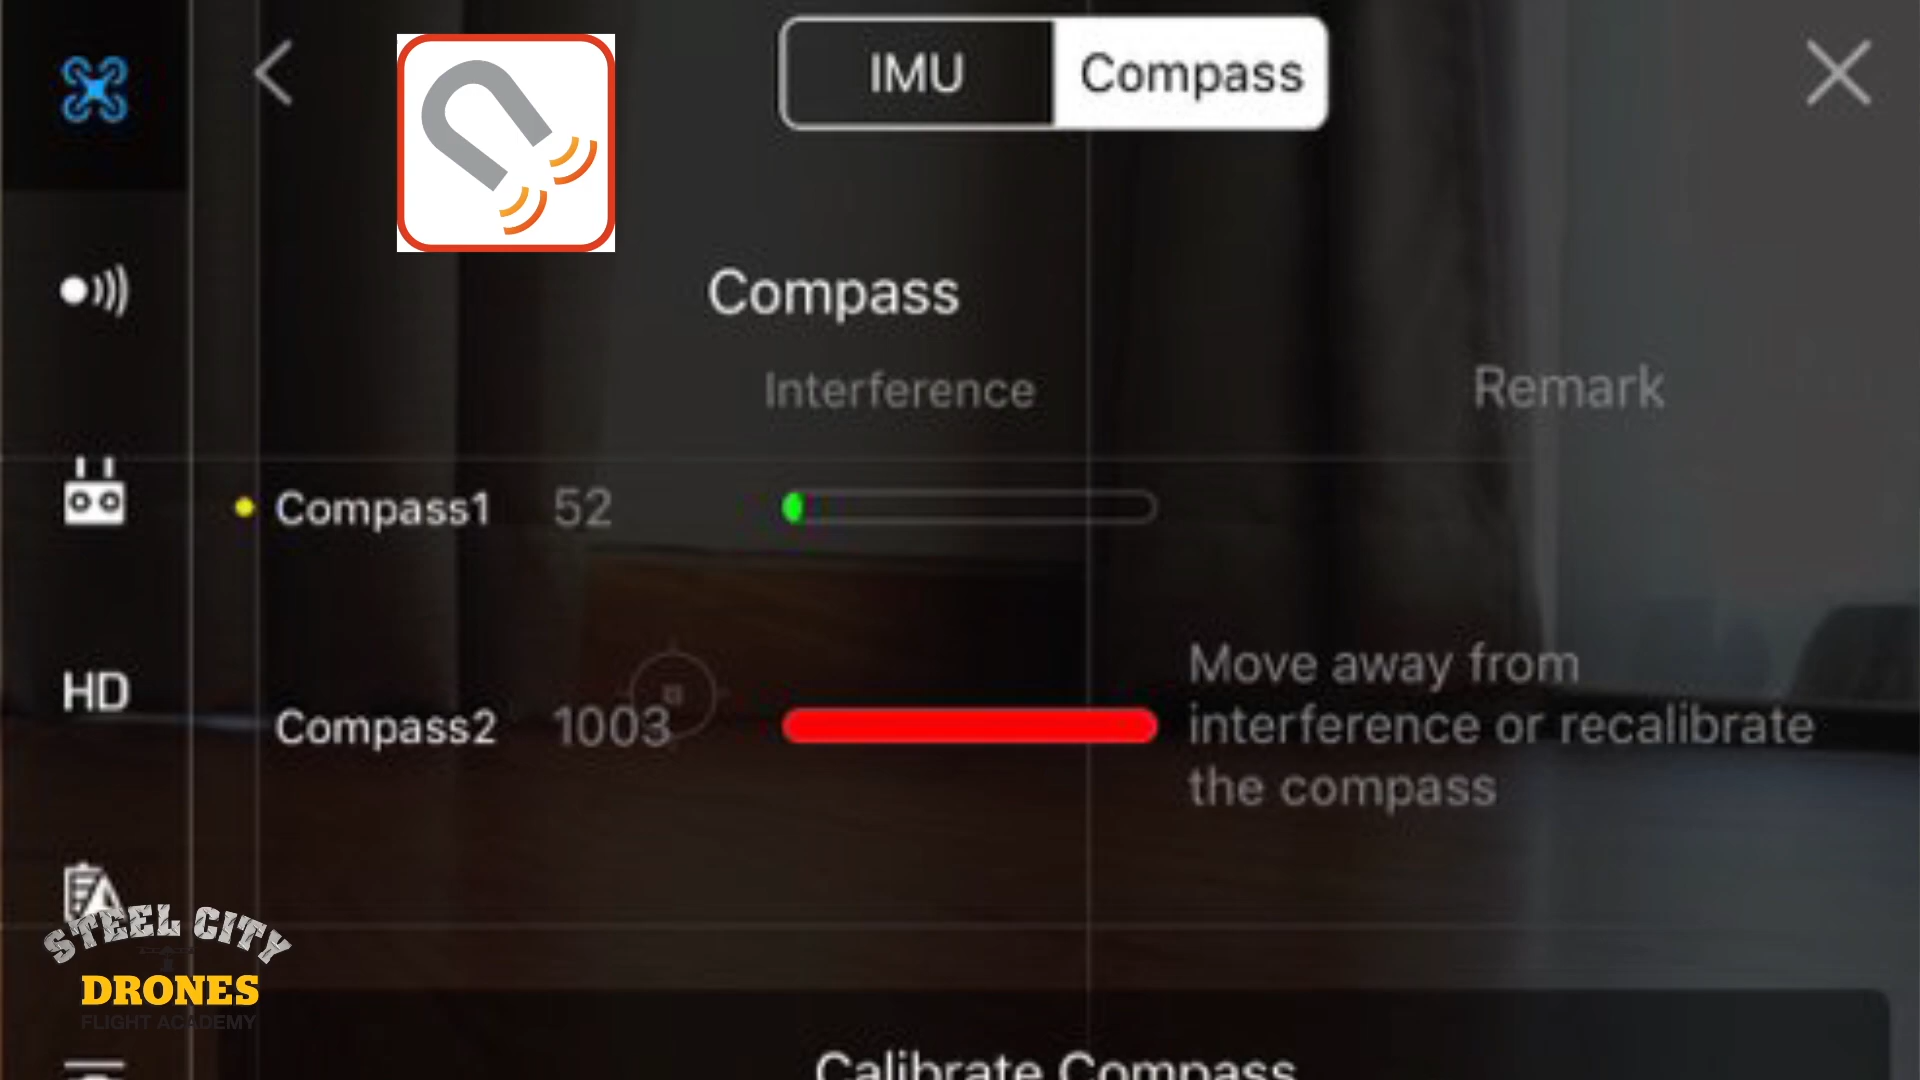 IMU Compass
Compass
Interference Remark
Compass1 52
Compass2 1003
Move away from
interference or recalibrate
the compass
HD
STEEL CITY
DRONES
FLIGHT ACADEMY
Calibrate Compass